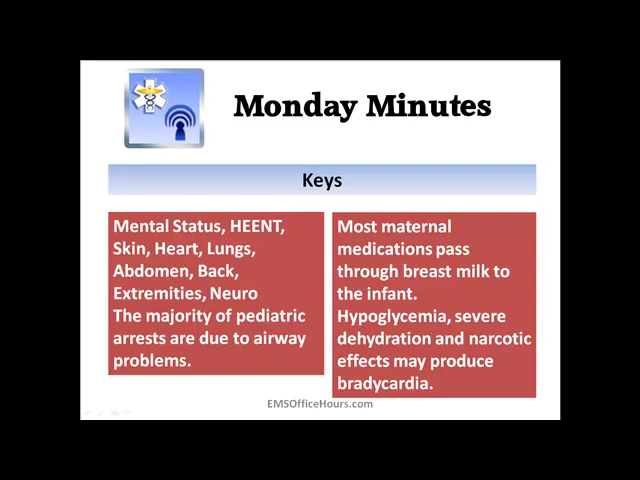 Monday Minutes
Keys
Mental Status, HEENT,
Skin, Heart, Lungs,
Abdomen, Back,
Extremities, Neuro
The majority of pediatric
arrests are due to airway
problems.
Most maternal
medications pass
through breast milk to
the infant.
Hypoglycemia, severe
dehydration and narcotic
effects may produce
bradycardia.
EMSOfficeHours.com